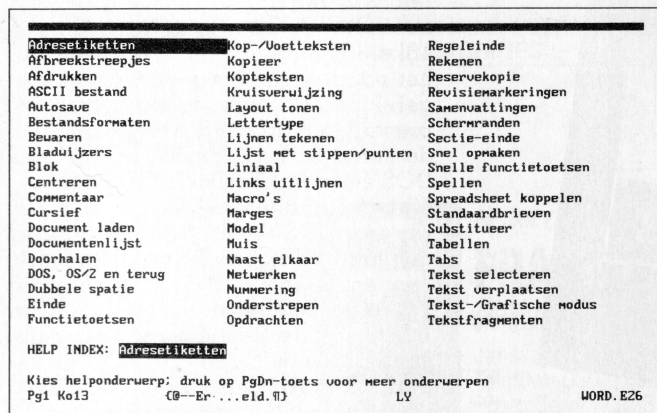 Adresetiketten Kop-/Voetteksten Regeleinde
Afbreekstreepjes Kopieer Rekenen
Afdrukken Kopteksten Reservekopie
ASCII bestand Kruisverwijzing Revisiemarkeringen
Autosave Layout tonen Samenvattingen
Bestandsformaten Lettertype Schermranden
Bewaren Lijnen tekenen Sectie-einde
Bladwijzers Lijst met stippen/punten Snel opmaken
Blok Liniaal Snelle functietoetsen
Centreren Links uitlijnen Spellen
Commentaar Macro's Spreadsheet koppelen
Cursief Marges Standaardbrieven
Document laden Model Substitueer
Documentenlijst Muis Tabellen
Doorhalen Naast elkaar Tabs
DOS, OS/2 en terug Netwerken Tekst selecteren
Dubbele spatie Nummering Tekst verplaatsen
Einde Onderstrepen Tekst-/Grafische modus
Functietoetsen Opdrachten Tekstfragmenten
HELP INDEX: Adresetiketten
Kies helponderwerp; druk op PgDn-toets voor meer onderwerpen
Pg1 Ko13 {@--Er-...eld.¶} LY WORD.EZ6